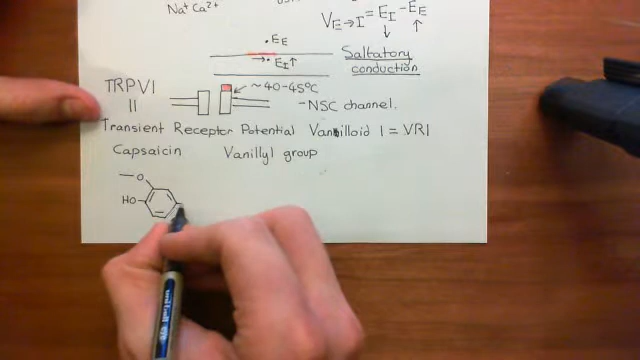 Na⁺ Ca²⁺
V E→I = E_I - E_E
• E_E
→• E_I ↑
Saltatory
conduction
TRPV1
~40-45°C
- NSC channel.
Transient Receptor Potential Vanilloid 1 = VR1
Capsaicin Vanillyl group
O
HO